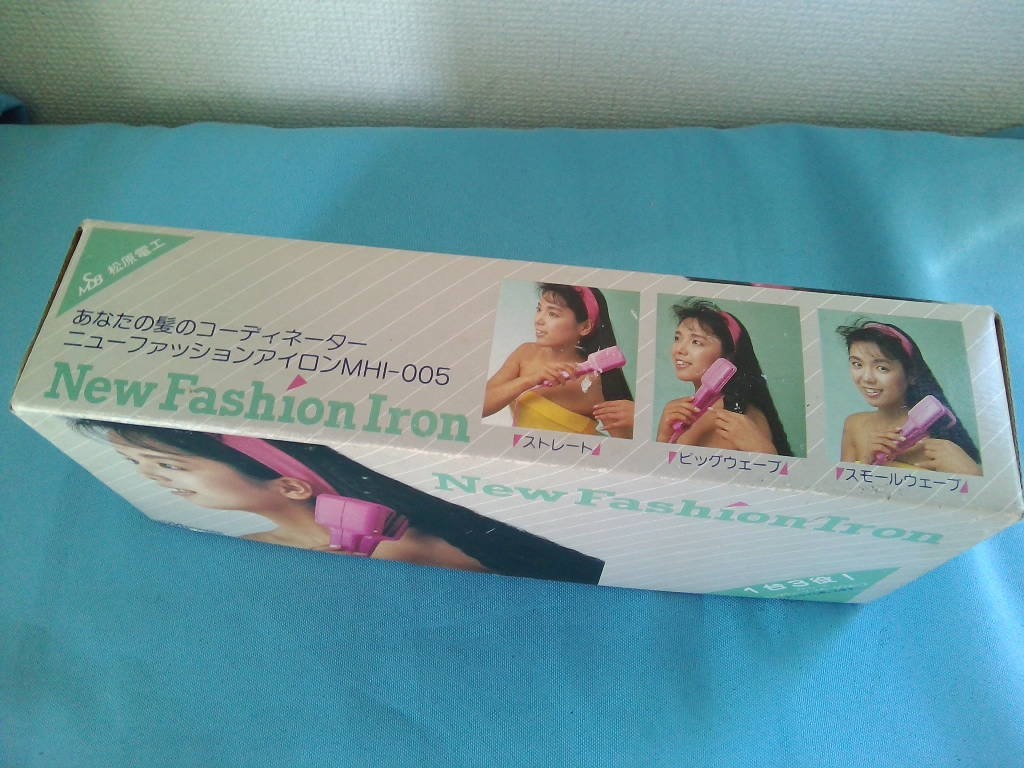 MCDB 松原電工
あなたの髪のコーディネーター
ニューファッションアイロンMHI-005
New Fashion Iron
ストレート
ビッグウェーブ
スモールウェーブ
New Fashion Iron
1台3役!